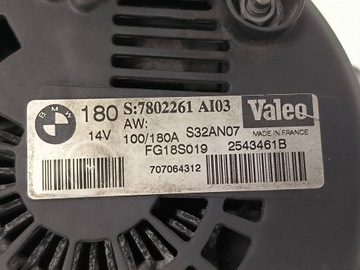 180 S:7802261 AI03 Valeo
14V AW:
100/180A S32AN07 MADE IN FRANCE
FG18S019 2543461B
707064312